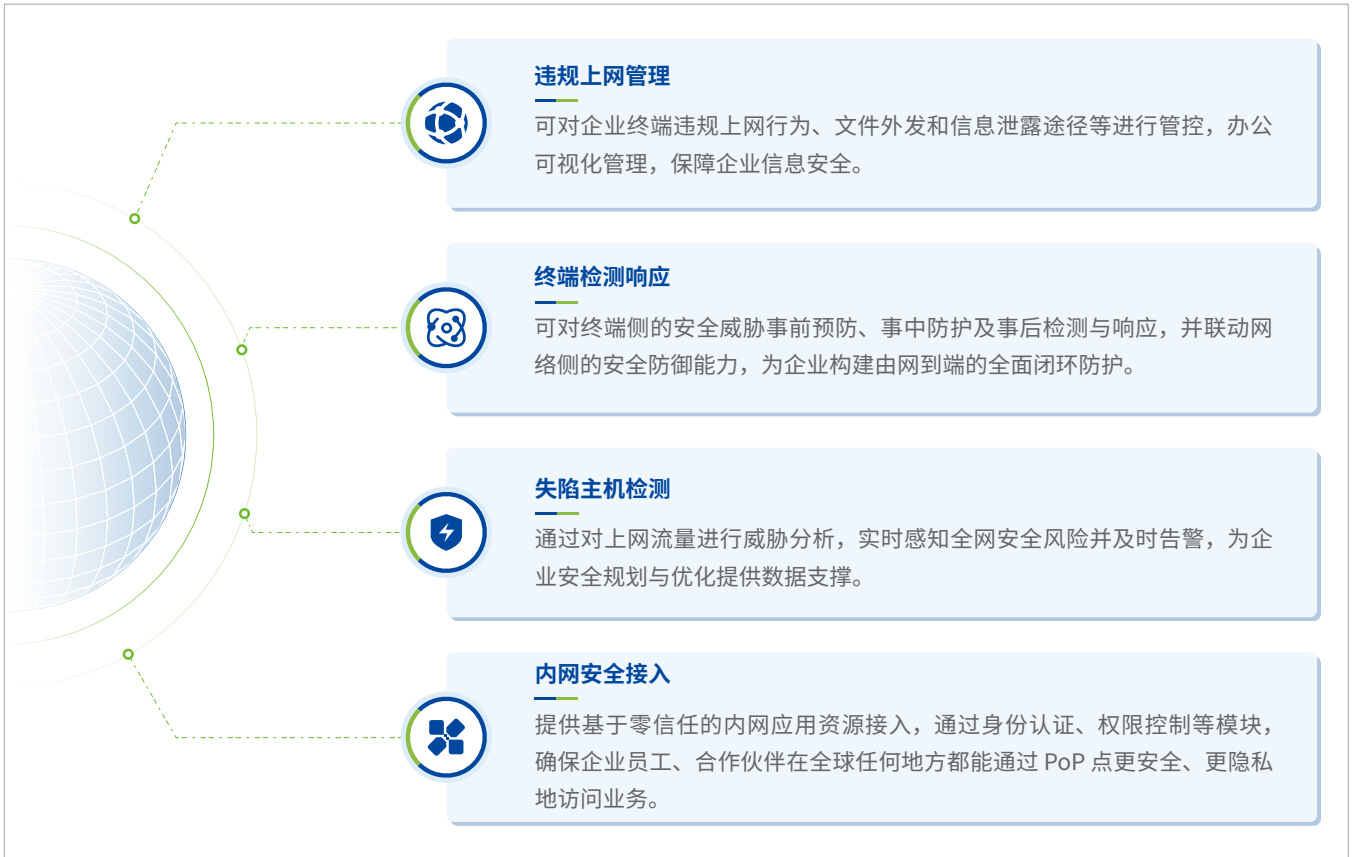 违规上网管理
可对企业终端违规上网行为、文件外发和信息泄露途径等进行管控，办公
可视化管理，保障企业信息安全。
终端检测响应
可对终端侧的安全威胁事前预防、事中防护及事后检测与响应，并联动网
络侧的安全防御能力，为企业构建由网到端的全面闭环防护。
失陷主机检测
通过对上网流量进行威胁分析，实时感知全网安全风险并及时告警，为企
业安全规划与优化提供数据支撑。
内网安全接入
提供基于零信任的内网应用资源接入，通过身份认证、权限控制等模块，
确保企业员工、合作伙伴在全球任何地方都能通过 PoP 点更安全、更隐私
地访问业务。